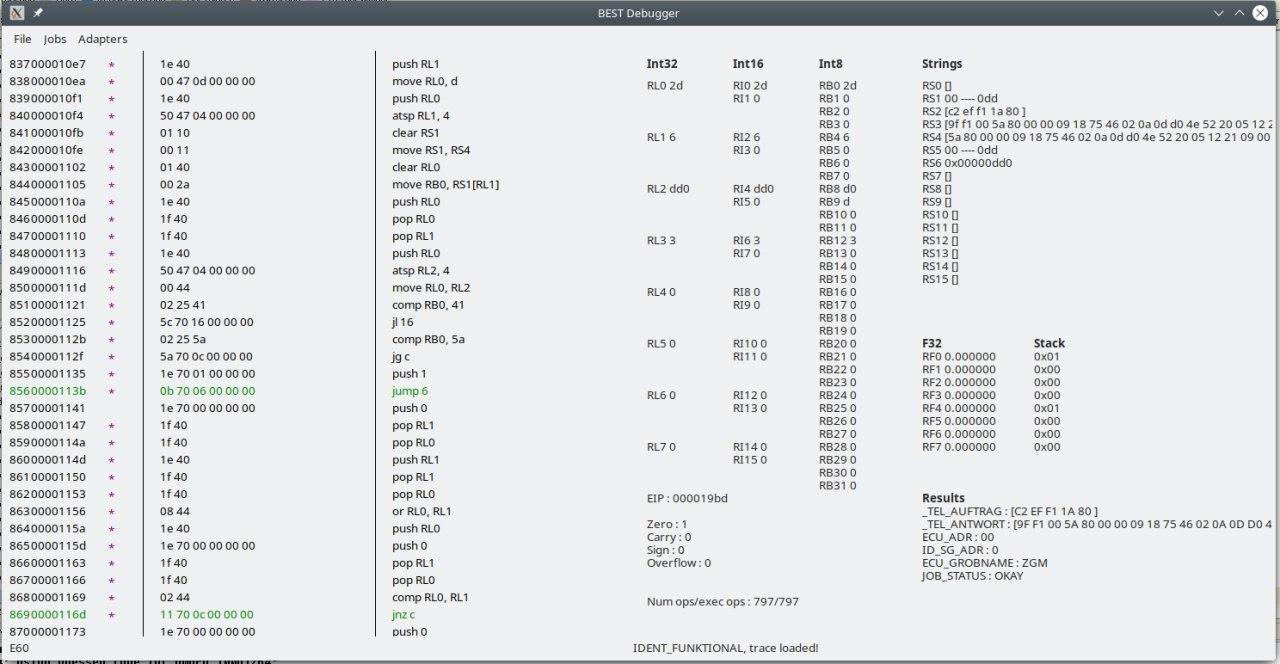 BEST Debugger
File Jobs Adapters
837000010e7 * 1e 40 push RL1
838000010ea * 00 47 0d 00 00 00 move RL0, d
839000010f1 * 1e 40 push RL0
840000010f4 * 50 47 04 00 00 00 atsp RL1, 4
841000010fb * 01 10 clear RS1
842000010fe * 00 11 move RS1, RS4
84300001102 * 01 40 clear RL0
84400001105 * 00 2a move RB0, RS1[RL1]
8450000110a * 1e 40 push RL0
8460000110d * 1f 40 pop RL0
84700001110 * 1f 40 pop RL1
84800001113 * 1e 40 push RL0
84900001116 * 50 47 04 00 00 00 atsp RL2, 4
8500000111d * 00 44 move RL0, RL2
85100001121 * 02 25 41 comp RB0, 41
85200001125 * 5c 70 16 00 00 00 jl 16
8530000112b * 02 25 5a comp RB0, 5a
8540000112f * 5a 70 0c 00 00 00 jg c
85500001135 * 1e 70 01 00 00 00 push 1
8560000113b * 0b 70 06 00 00 00 jump 6
85700001141 1e 70 00 00 00 00 push 0
85800001147 * 1f 40 pop RL1
8590000114a * 1f 40 pop RL0
8600000114d * 1e 40 push RL1
86100001150 * 1f 40 pop RL1
86200001153 * 1f 40 pop RL0
86300001156 * 08 44 or RL0, RL1
8640000115a * 1e 40 push RL0
8650000115d * 1e 70 00 00 00 00 push 0
86600001163 * 1f 40 pop RL1
86700001166 * 1f 40 pop RL0
86800001169 * 02 44 comp RL0, RL1
8690000116d * 11 70 0c 00 00 00 jnz c
87000001173 1e 70 00 00 00 00 push 0
Int32 Int16 Int8 Strings
RL0 2d RI0 2d RB0 2d RS0 []
RI1 0 RB1 0 RS1 00 ---- 0dd
RB2 0 RS2 [c2 ef f1 1a 80 ]
RB3 0 RS3 [9f f1 00 5a 80 00 00 09 18 75 46 02 0a 0d d0 4e 52 20 05 12 2
RL1 6 RI2 6 RB4 6 RS4 [5a 80 00 00 09 18 75 46 02 0a 0d d0 4e 52 20 05 12 21 09 00
RI3 0 RB5 0 RS5 00 ---- 0dd
RB6 0 RS6 0x00000dd0
RB7 0 RS7 []
RL2 dd0 RI4 dd0 RB8 d0 RS8 []
RI5 0 RB9 d RS9 []
RB10 0 RS10 []
RB11 0 RS11 []
RL3 3 RI6 3 RB12 3 RS12 []
RI7 0 RB13 0 RS13 []
RB14 0 RS14 []
RB15 0 RS15 []
RL4 0 RI8 0 RB16 0
RI9 0 RB17 0
RB18 0
RB19 0
RL5 0 RI10 0 RB20 0 F32 Stack
RI11 0 RB21 0 RF0 0.000000 0x01
RB22 0 RF1 0.000000 0x00
RB23 0 RF2 0.000000 0x00
RL6 0 RI12 0 RB24 0 RF3 0.000000 0x00
RI13 0 RB25 0 RF4 0.000000 0x01
RB26 0 RF5 0.000000 0x00
RB27 0 RF6 0.000000 0x00
RL7 0 RI14 0 RB28 0 RF7 0.000000 0x00
RI15 0 RB29 0
RB30 0
RB31 0
EIP : 000019bd
Zero : 1
Carry : 0
Sign : 0
Overflow : 0
Num ops/exec ops : 797/797
Results
_TEL_AUFTRAG : [C2 EF F1 1A 80 ]
_TEL_ANTWORT : [9F F1 00 5A 80 00 00 09 18 75 46 02 0A 0D D0 4
ECU_ADR : 00
ID_SG_ADR : 0
ECU_GROBNAME : ZGM
JOB_STATUS : OKAY
E60 IDENT_FUNKTIONAL, trace loaded!